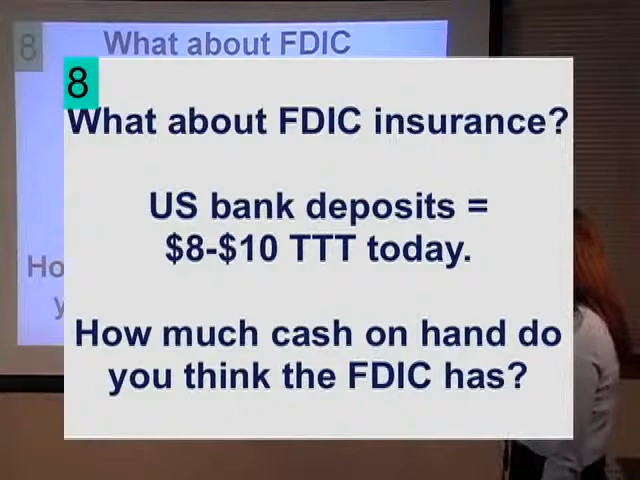 8
What about FDIC
8
What about FDIC insurance?
US bank deposits =
$8-$10 TTT today.
How much cash on hand do
you think the FDIC has?
Ho
y